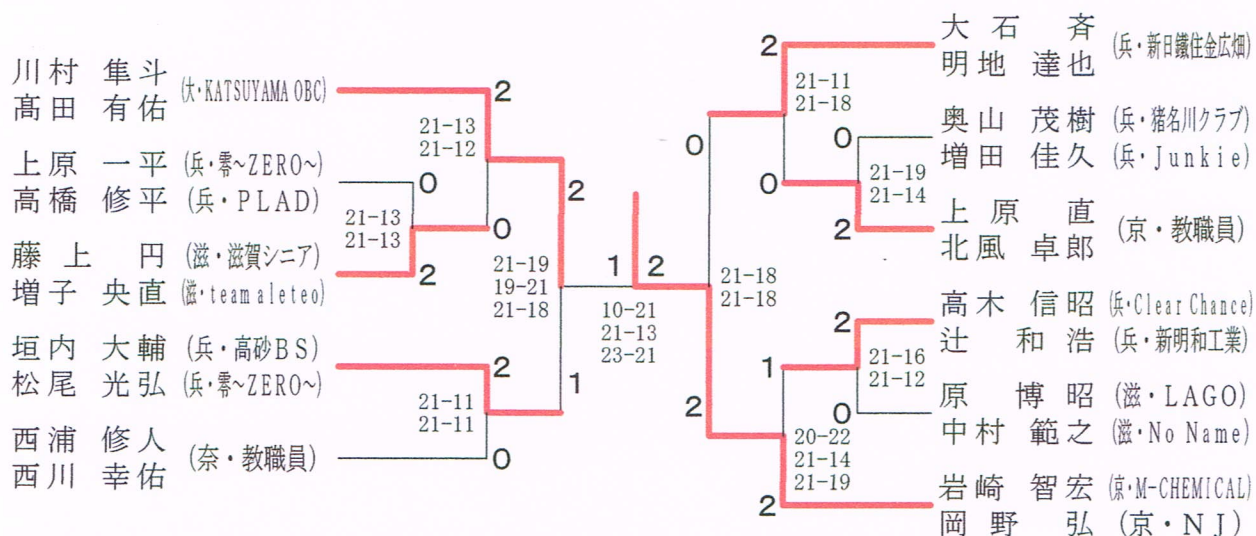 川村 隼斗 (大・KATSUYAMA OBC)
髙田 有佑
2
21-13
21-12
上原 一平 (兵・零~ZERO~)
高橋 修平 (兵・PLAD)
0
21-13
21-13
藤上 円 (滋・滋賀シニア)
増子 央直 (滋・team aleteo)
2
0
2
21-19
19-21
21-18
垣内 大輔 (兵・高砂BS)
松尾 光弘 (兵・零~ZERO~)
2
1
21-11
21-11
西浦 修人 (奈・教職員)
西川 幸佑
0
1
2
10-21
21-13
23-21
大石 斉 (兵・新日鐵住金広畑)
明地 達也
2
21-11
21-18
0
奥山 茂樹 (兵・猪名川クラブ)
増田 佳久 (兵・Junkie)
0
21-19
21-14
0
上原 直 (京・教職員)
北風 卓郎
2
21-18
21-18
高木 信昭 (兵・Clear Chance)
辻 和浩 (兵・新明和工業)
2
21-16
21-12
1
原 博昭 (滋・LAGO)
中村 範之 (滋・No Name)
0
2
20-22
21-14
21-19
岩崎 智宏 (京・M-CHEMICAL)
岡野 弘 (京・NJ)
2